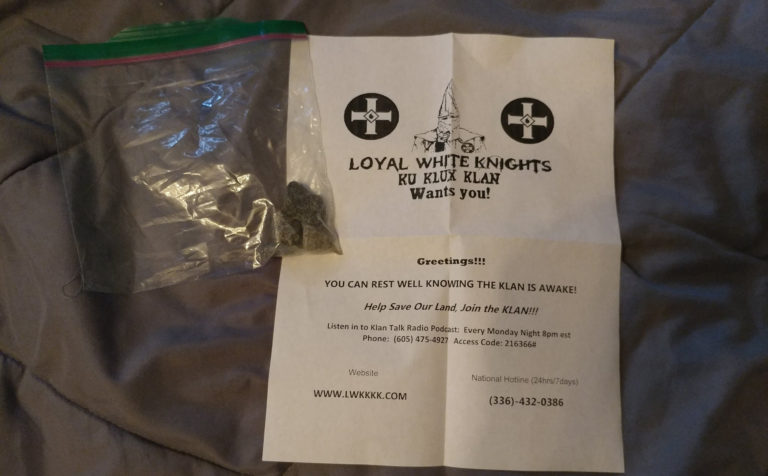 LOYAL WHITE KNIGHTS
KU KLUX KLAN
Wants you!
Greetings!!!
YOU CAN REST WELL KNOWING THE KLAN IS AWAKE!
Help Save Our Land, Join the KLAN!!!
Listen in to Klan Talk Radio Podcast: Every Monday Night 8pm est
Phone: (605) 475-4927 Access Code: 216366#
Website
WWW.LWKKKK.COM
National Hotline (24hrs/7days)
(336)-432-0386